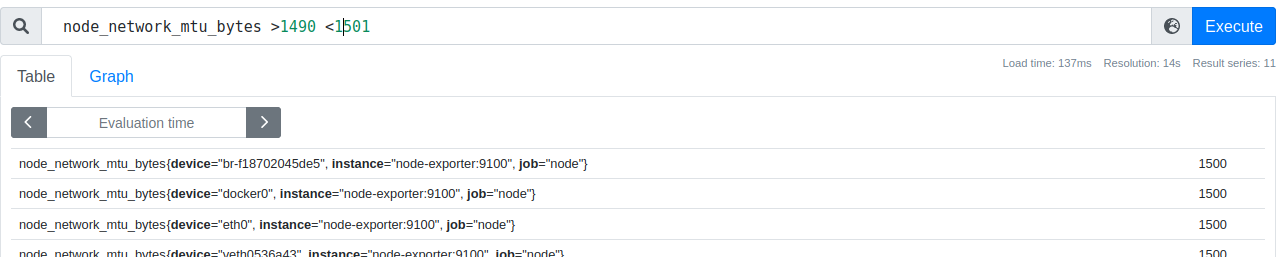 node_network_mtu_bytes >1490 <1501 Execute
Load time: 137ms Resolution: 14s Result series: 11
Table Graph
Evaluation time
node_network_mtu_bytes{device="br-f18702045de5", instance="node-exporter:9100", job="node"} 1500
node_network_mtu_bytes{device="docker0", instance="node-exporter:9100", job="node"} 1500
node_network_mtu_bytes{device="eth0", instance="node-exporter:9100", job="node"} 1500
node_network_mtu_bytes{device="veth0536a43", instance="node-exporter:9100", job="node"} 1500